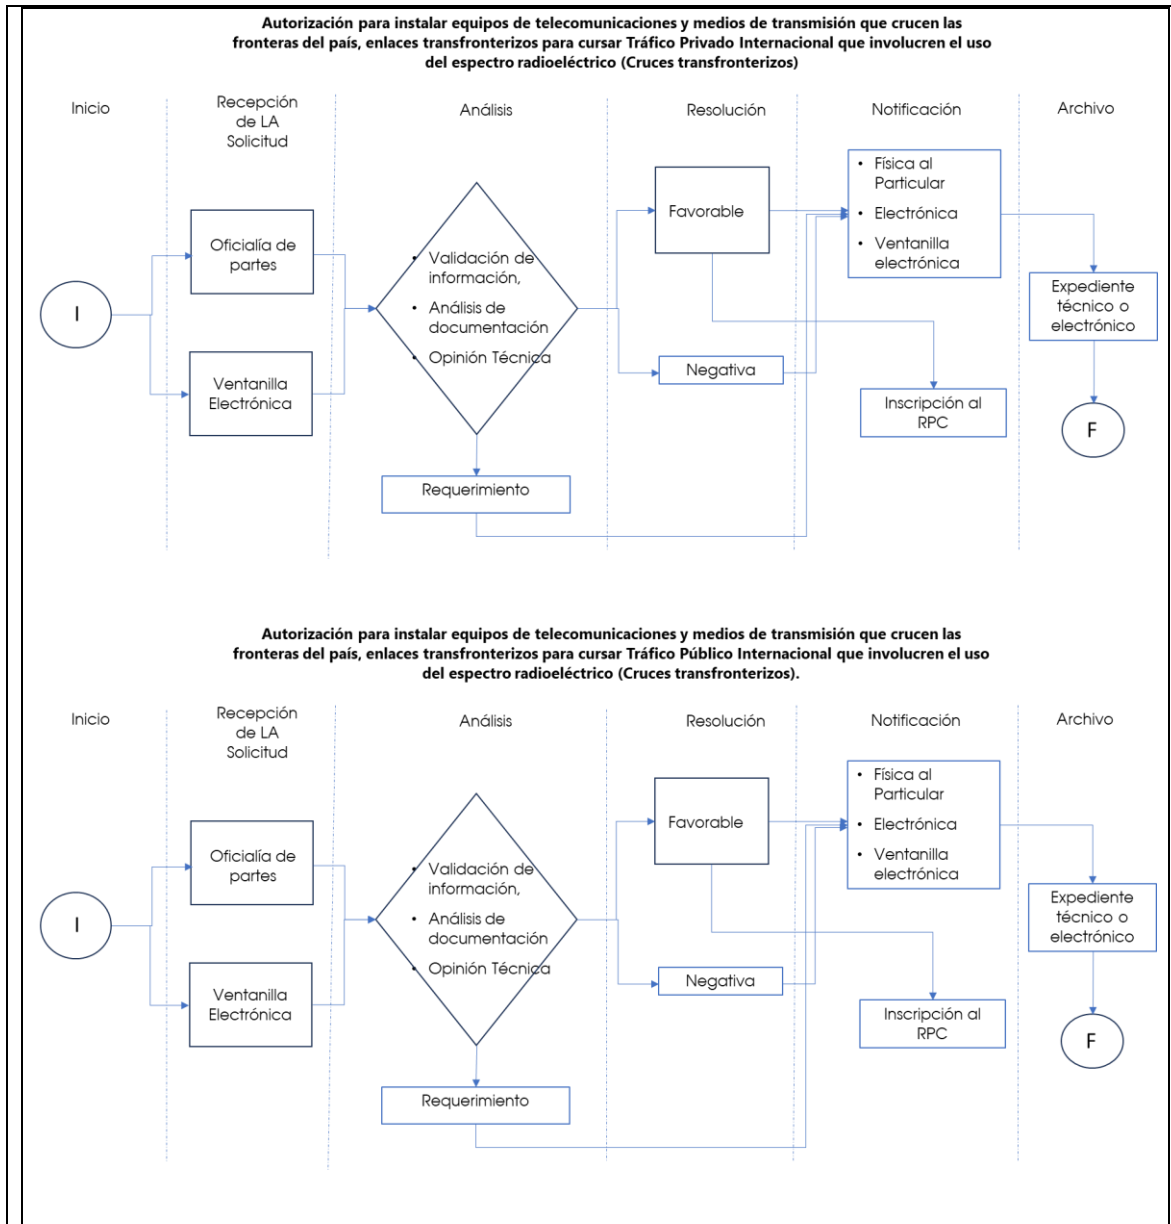 Autorización para instalar equipos de telecomunicaciones y medios de transmisión que crucen las
fronteras del país, enlaces transfronterizos para cursar Tráfico Privado Internacional que involucren el uso
del espectro radioeléctrico (Cruces transfronterizos)
Inicio
Recepción
de LA
Solicitud
Análisis
Resolución
Notificación
Archivo
I
Oficialía de
partes
Ventanilla
Electrónica
• Validación de
información,
• Análisis de
documentación
• Opinión Técnica
Requerimiento
Favorable
Negativa
• Física al
Particular
• Electrónica
• Ventanilla
electrónica
Inscripción al
RPC
Expediente
técnico o
electrónico
F
Autorización para instalar equipos de telecomunicaciones y medios de transmisión que crucen las
fronteras del país, enlaces transfronterizos para cursar Tráfico Público Internacional que involucren el uso
del espectro radioeléctrico (Cruces transfronterizos).
Inicio
Recepción
de LA
Solicitud
Análisis
Resolución
Notificación
Archivo
I
Oficialía de
partes
Ventanilla
Electrónica
• Validación de
información,
• Análisis de
documentación
• Opinión Técnica
Requerimiento
Favorable
Negativa
• Física al
Particular
• Electrónica
• Ventanilla
electrónica
Inscripción al
RPC
Expediente
técnico o
electrónico
F